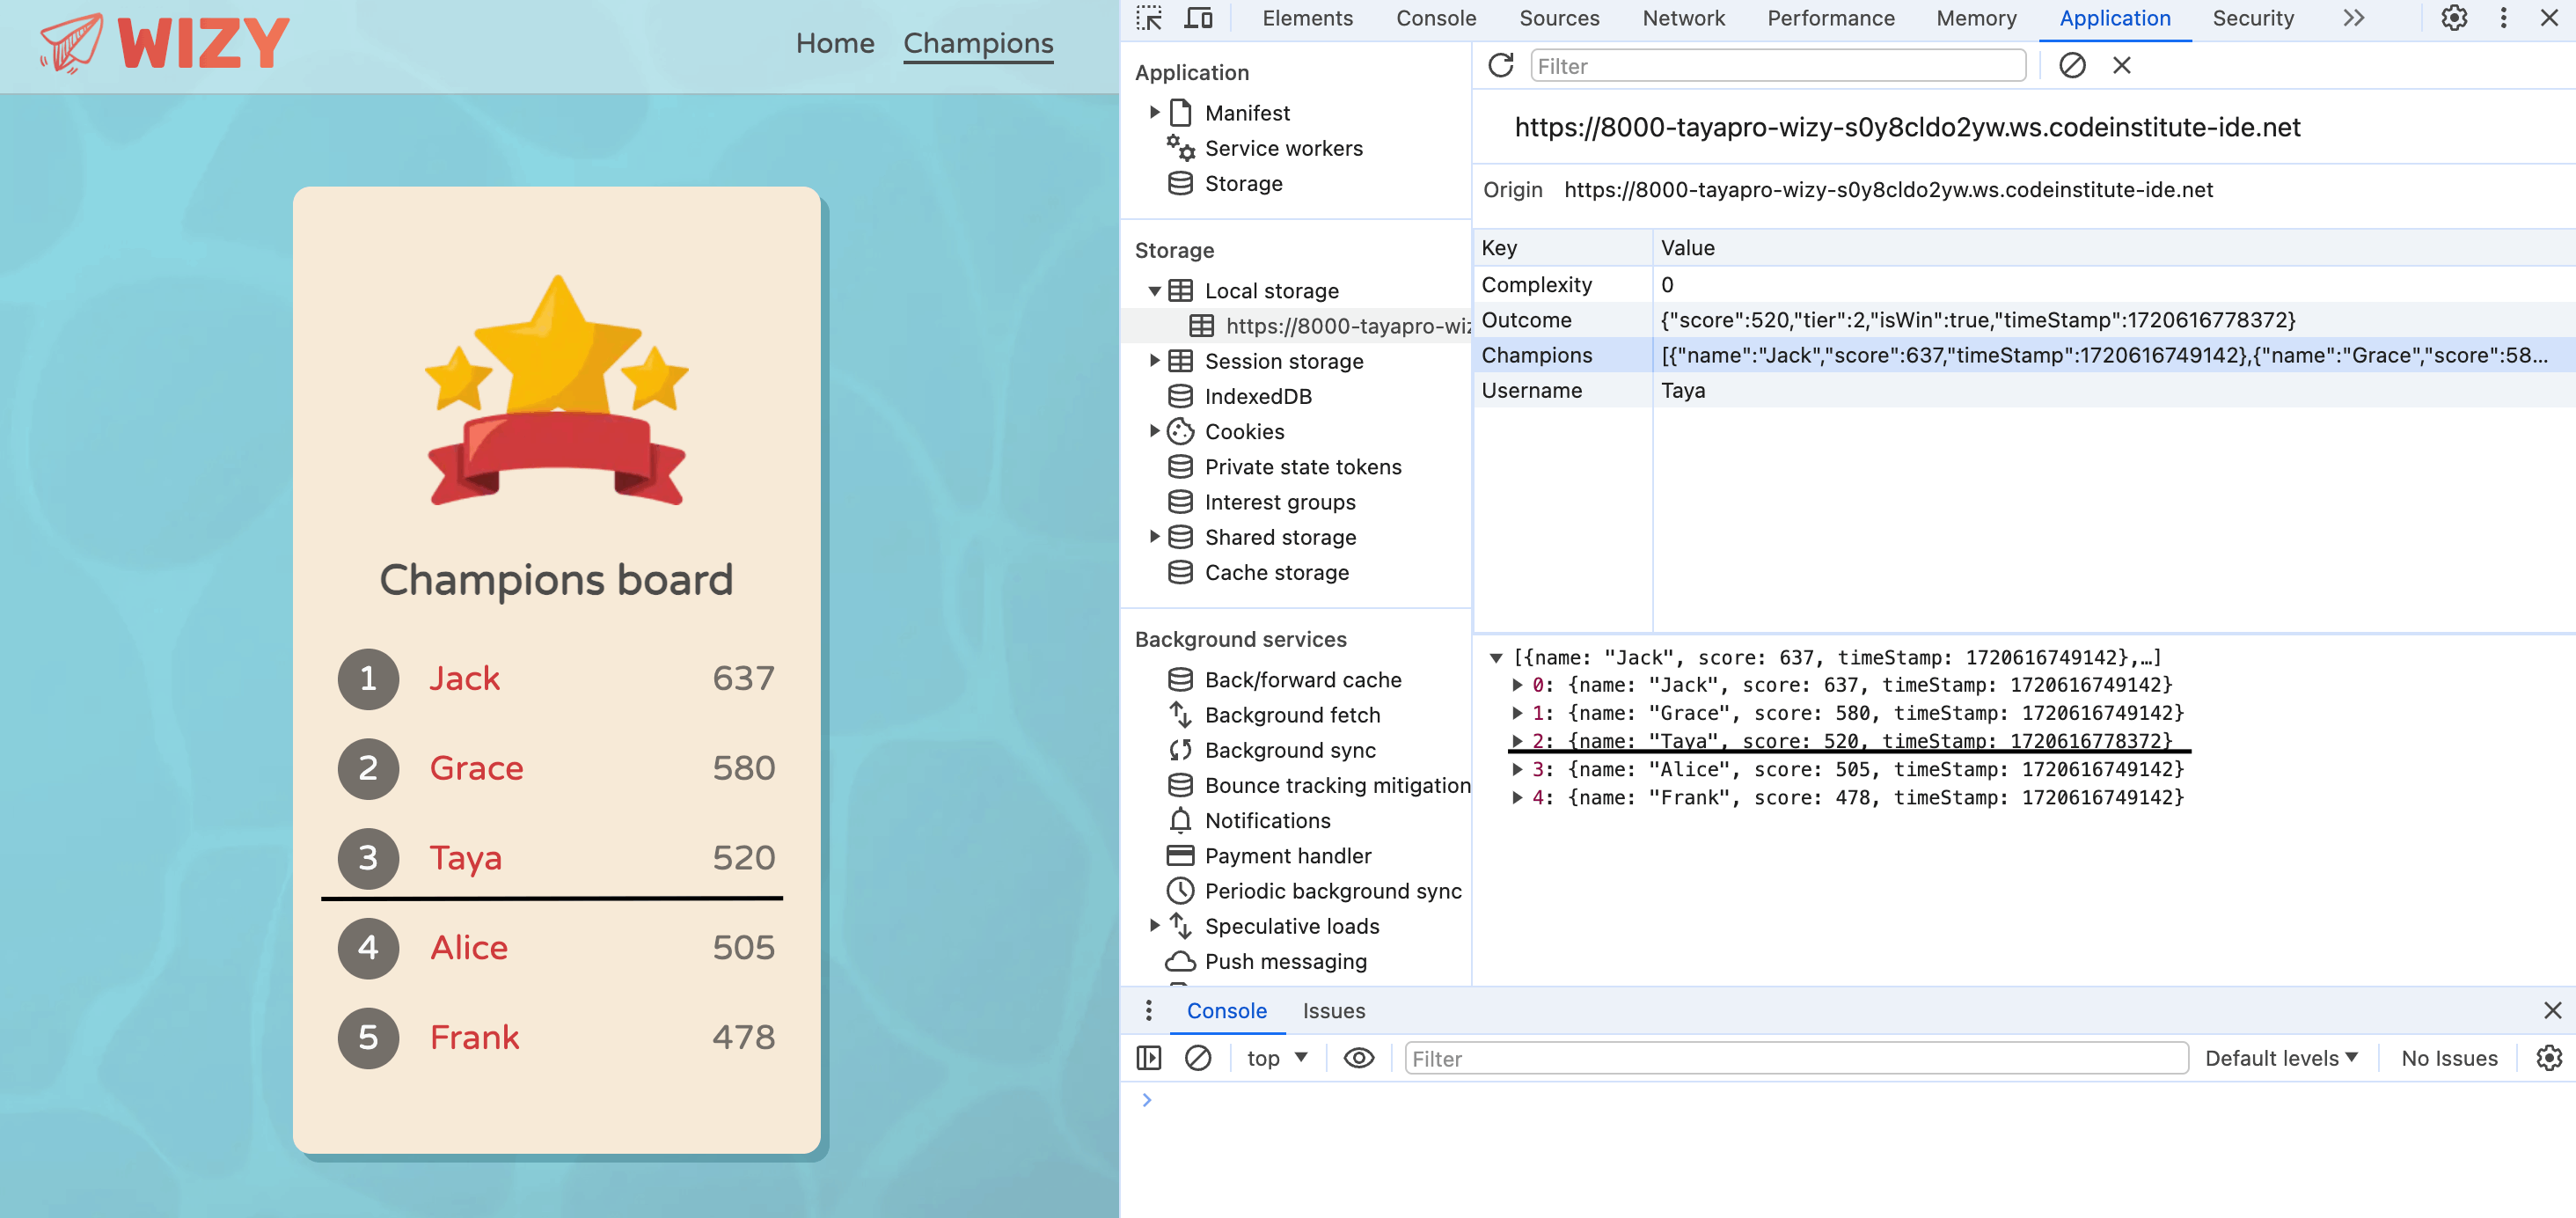 WIZY
Home Champions
Champions board
1 Jack 637
2 Grace 580
3 Taya 520
4 Alice 505
5 Frank 478
Elements Console Sources Network Performance Memory Application Security
Application
Manifest
Service workers
Storage
Storage
Local storage
https://8000-tayapro-wiz
Session storage
IndexedDB
Cookies
Private state tokens
Interest groups
Shared storage
Cache storage
Background services
Back/forward cache
Background fetch
Background sync
Bounce tracking mitigation
Notifications
Payment handler
Periodic background sync
Speculative loads
Push messaging
Filter
https://8000-tayapro-wizy-s0y8cldo2yw.ws.codeinstitute-ide.net
Origin https://8000-tayapro-wizy-s0y8cldo2yw.ws.codeinstitute-ide.net
Key Value
Complexity 0
Outcome {"score":520,"tier":2,"isWin":true,"timeStamp":1720616778372}
Champions [{"name":"Jack","score":637,"timeStamp":1720616749142},{"name":"Grace","score":58...
Username Taya
[{name: "Jack", score: 637, timeStamp: 1720616749142},…]
0: {name: "Jack", score: 637, timeStamp: 1720616749142}
1: {name: "Grace", score: 580, timeStamp: 1720616749142}
2: {name: "Taya", score: 520, timeStamp: 1720616778372}
3: {name: "Alice", score: 505, timeStamp: 1720616749142}
4: {name: "Frank", score: 478, timeStamp: 1720616749142}
Console Issues
top Filter Default levels No Issues